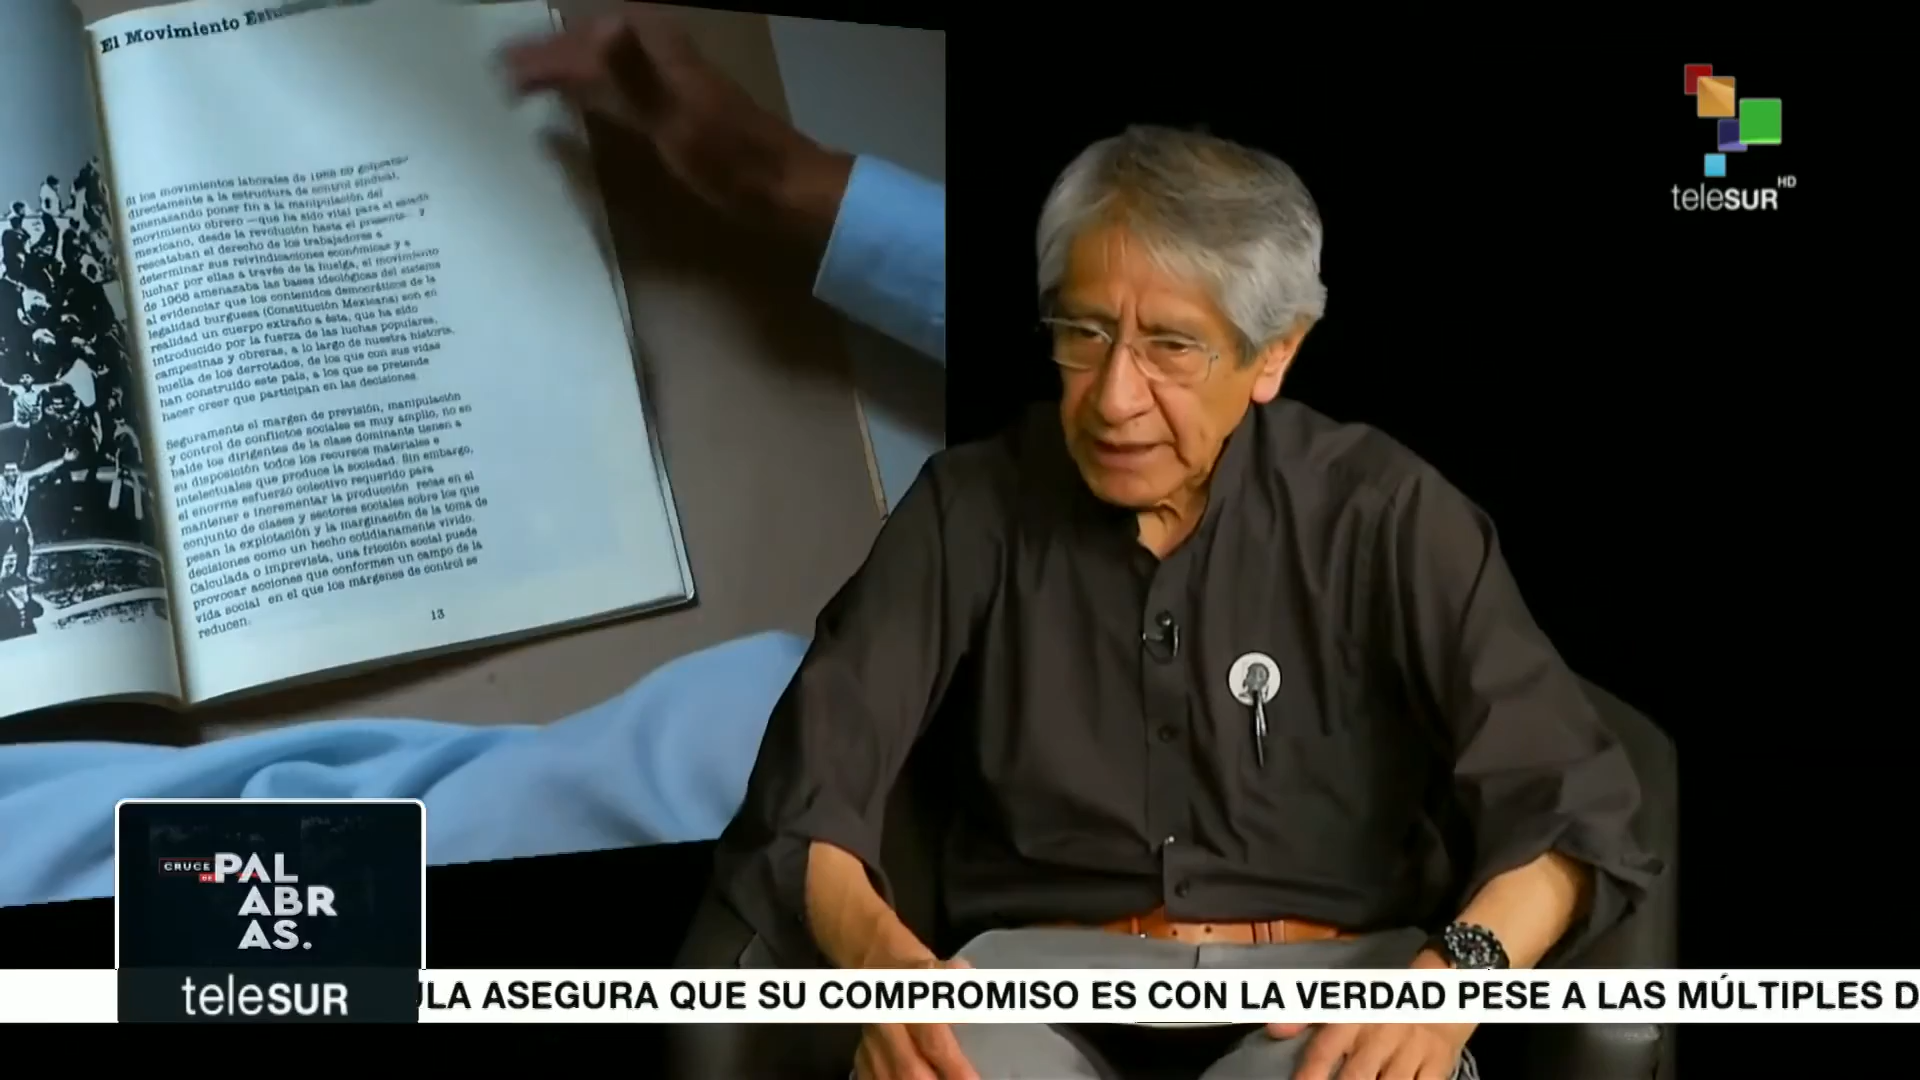 El Movimiento
Si los movimientos laborales de 1958 59 golpeaban
directamente a la estructura de control sindical,
amenazando poner fin a la manipulación del
movimiento obrero —que ha sido vital para el estado
mexicano, desde la revolución hasta el presente— y
rescataban el derecho de los trabajadores a
determinar sus reivindicaciones económicas y a
luchar por ellas a través de la huelga, el movimiento
de 1968 amenazaba las bases ideológicas del sistema
al evidenciar que los contenidos democráticos de la
legalidad burguesa (Constitución Mexicana) son en
realidad un cuerpo extraño a ésta, que ha sido
introducido por la fuerza de las luchas populares,
campesinas y obreras, a lo largo de nuestra historia,
huella de los derrotados, de los que con sus vidas
han construido este país, a los que se pretende
hacer creer que participan en las decisiones.
Seguramente el margen de previsión, manipulación
y control de conflictos sociales es muy amplio, no en
balde los dirigentes de la clase dominante tienen a
su disposición todos los recursos materiales e
intelectuales que produce la sociedad. Sin embargo,
el enorme esfuerzo colectivo requerido para
mantener e incrementar la producción recae en el
conjunto de clases y sectores sociales sobre los que
pesan la explotación y la marginación de la toma de
decisiones como un hecho cotidianamente vivido.
Calculada o imprevista, una fricción social puede
provocar acciones que conformen un campo de la
vida social en el que los márgenes de control se
reducen.
13
teleSUR HD
CRUCE
DE
PAL
ABR
AS.
teleSUR
ULA ASEGURA QUE SU COMPROMISO ES CON LA VERDAD PESE A LAS MÚLTIPLES D